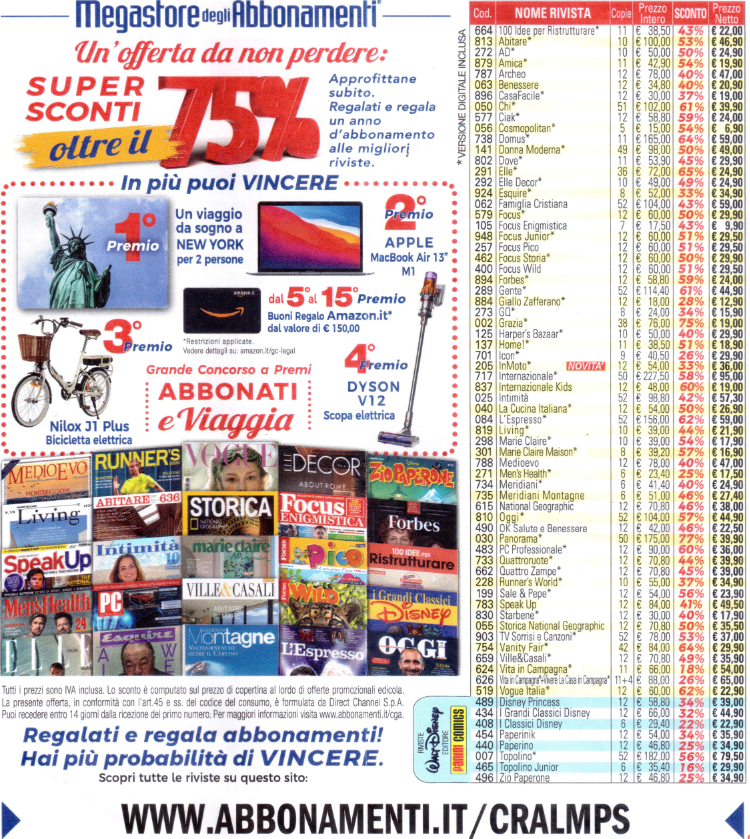 Megastore degli Abbonamenti®
Un'offerta da non perdere:
SUPER
SCONTI
oltre il
75%
Approfittane
subito.
Regalati e regala
un anno
d'abbonamento
alle migliori
riviste.
In più puoi VINCERE
1° Premio
Un viaggio
da sogno a
NEW YORK
per 2 persone
2° Premio
APPLE
MacBook Air 13"
M1
dal 5° al 15° Premio
Buoni Regalo Amazon.it*
dal valore di € 150,00
amazon.it
*Restrizioni applicate.
Vedere dettagli su: amazon.it/gc-legal
3° Premio
Nilox J1 Plus
Bicicletta elettrica
Grande Concorso a Premi
ABBONATI
e Viaggia
4° Premio
DYSON
V12
Scopa elettrica
MEDIOEVO
RUNNER'S
VOGUE
ELLE DECOR
ABOUT ROME
ZIO PAPERONE
Living
ABITARE 636
STORICA
NATIONAL GEOGRAPHIC
Focus
ENIGMISTICA
Forbes
SpeakUp
Intimità
marie claire
PICO
100 IDEE PER
Ristrutturare
Men'sHealth
PC
VILLE&CASALI
Focus
WILD
i Grandi Classici
DISNEY
ELLE
Esquire
Montagne
L'Espresso
OGGI
Tutti i prezzi sono IVA inclusa. Lo sconto è computato sul prezzo di copertina al lordo di offerte promozionali edicola.
La presente offerta, in conformità con l'art.45 e ss. del codice del consumo, è formulata da Direct Channel S.p.A.
Puoi recedere entro 14 giorni dalla ricezione del primo numero. Per maggiori informazioni visita www.abbonamenti.it/cga.
Regalati e regala abbonamenti!
Hai più probabilità di VINCERE.
Scopri tutte le riviste su questo sito:
* VERSIONE DIGITALE INCLUSA
Cod. NOME RIVISTA Copie Prezzo Intero SCONTO Prezzo Netto
664 100 Idee per Ristrutturare* 11 € 38,50 43% € 22,00
813 Abitare* 10 € 100,00 53% € 46,90
272 AD* 10 € 50,00 50% € 24,90
879 Amica* 11 € 42,90 54% € 19,90
787 Archeo 12 € 78,00 40% € 47,00
063 Benessere 12 € 34,80 40% € 20,90
896 CasaFacile* 12 € 30,00 37% € 19,00
050 Chi* 51 € 102,00 61% € 39,90
577 Ciak* 12 € 58,80 59% € 24,00
056 Cosmopolitan* 5 € 15,00 54% € 6,90
738 Domus* 11 € 165,00 64% € 59,00
141 Donna Moderna* 49 € 98,00 50% € 49,00
802 Dove* 11 € 53,90 45% € 29,90
291 Elle* 36 € 72,00 65% € 24,90
292 Elle Decor* 10 € 49,00 49% € 24,90
924 Esquire* 8 € 52,00 33% € 34,90
062 Famiglia Cristiana 52 € 104,00 43% € 59,00
579 Focus* 12 € 60,00 50% € 29,90
105 Focus Enigmistica 7 € 17,50 43% € 9,90
948 Focus Junior* 12 € 60,00 51% € 29,50
257 Focus Pico 12 € 60,00 51% € 29,50
462 Focus Storia* 12 € 60,00 50% € 29,90
400 Focus Wild 12 € 60,00 51% € 29,50
894 Forbes* 12 € 58,80 59% € 24,00
289 Gente* 52 € 114,40 61% € 44,90
884 Giallo Zafferano* 12 € 18,00 28% € 12,90
273 GQ* 8 € 24,00 34% € 15,90
002 Grazia* 38 € 76,00 75% € 19,00
125 Harper's Bazaar* 10 € 50,00 40% € 29,90
137 Home!* 11 € 38,50 51% € 18,90
701 Icon* 9 € 40,50 26% € 29,90
205 InMoto* NOVITA' 12 € 54,00 33% € 36,00
717 Internazionale* 50 € 227,50 58% € 95,00
837 Internazionale Kids 12 € 48,00 60% € 19,00
025 Intimità 52 € 98,80 42% € 57,30
040 La Cucina Italiana* 12 € 54,00 50% € 26,90
084 L'Espresso* 52 € 156,00 62% € 59,00
819 Living* 10 € 39,00 44% € 21,90
298 Marie Claire* 10 € 39,00 54% € 17,90
301 Marie Claire Maison* 8 € 39,20 57% € 16,90
788 Medioevo 12 € 78,00 40% € 47,00
271 Men's Health* 6 € 23,40 25% € 17,50
734 Meridiani* 6 € 41,40 40% € 24,90
735 Meridiani Montagne 6 € 51,00 46% € 27,40
615 National Geographic 12 € 70,80 46% € 38,00
810 Oggi* 52 € 104,00 57% € 44,90
490 OK Salute e Benessere 12 € 42,00 46% € 22,50
030 Panorama* 50 € 175,00 77% € 39,90
483 PC Professionale* 12 € 90,00 60% € 36,00
733 Quattroruote* 12 € 70,80 44% € 39,90
662 Quattro Zampe* 12 € 70,80 45% € 39,00
228 Runner's World* 10 € 55,00 37% € 34,90
199 Sale & Pepe* 12 € 54,00 56% € 23,90
783 Speak Up 12 € 84,00 41% € 49,50
830 Starbene* 12 € 30,00 40% € 17,90
055 Storica National Geographic 12 € 70,80 50% € 35,50
903 TV Sorrisi e Canzoni* 52 € 78,00 53% € 37,00
754 Vanity Fair* 42 € 84,00 64% € 29,90
659 Ville&Casali* 12 € 70,80 49% € 35,90
624 Vita in Campagna* 11 € 66,00 18% € 54,00
626 Vita in Campagna*+Vivere La Casa in Campagna* 11+4 € 88,00 26% € 65,00
519 Vogue Italia* 12 € 60,00 62% € 22,90
489 Disney Princess 12 € 58,80 34% € 39,00
434 I Grandi Classici Disney 12 € 66,00 32% € 44,90
408 I Classici Disney 6 € 29,40 22% € 22,90
454 Paperinik 12 € 54,00 34% € 35,90
440 Paperino 12 € 46,80 25% € 34,90
007 Topolino* 52 € 182,00 56% € 79,50
465 Topolino Junior 6 € 35,40 16% € 29,90
496 Zio Paperone 12 € 46,80 25% € 34,90
RIVISTE
WALT DISNEY
EDITORE
PANINI COMICS
WWW.ABBONAMENTI.IT/CRALMPS